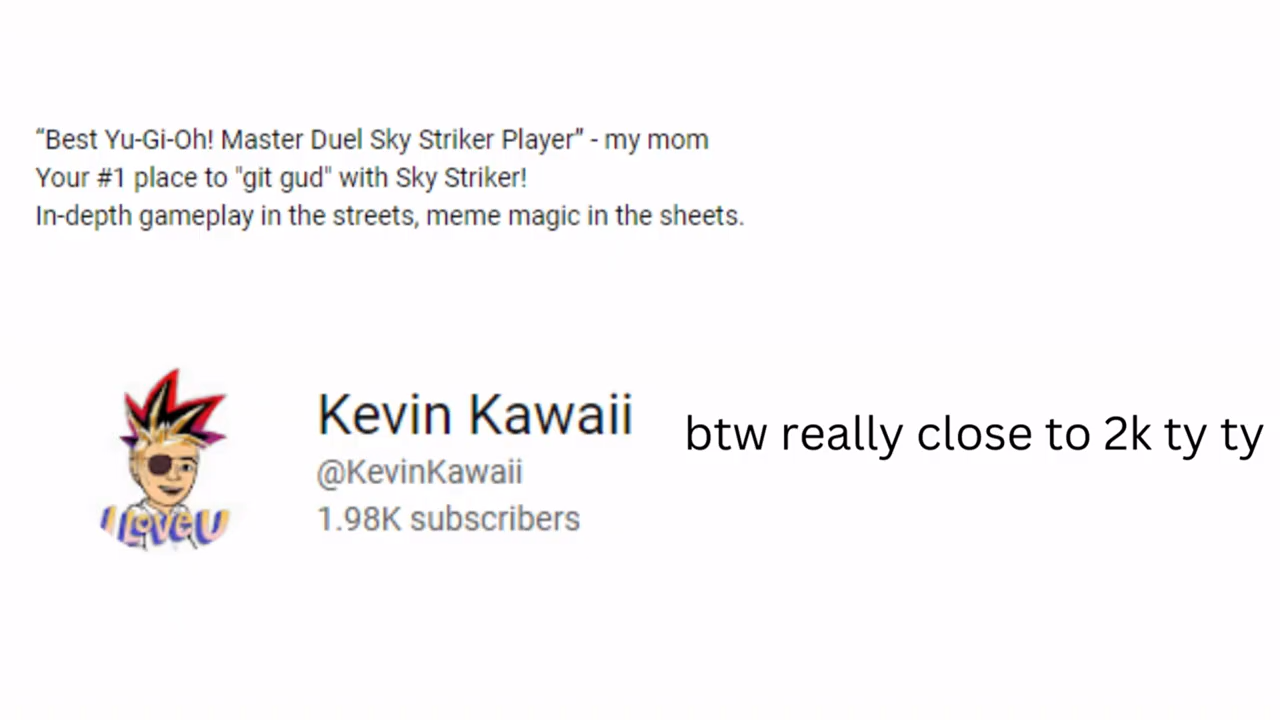 “Best Yu-Gi-Oh! Master Duel Sky Striker Player” - my mom
Your #1 place to "git gud" with Sky Striker!
In-depth gameplay in the streets, meme magic in the sheets.
I Love U
Kevin Kawaii
@KevinKawaii
1.98K subscribers
btw really close to 2k ty ty